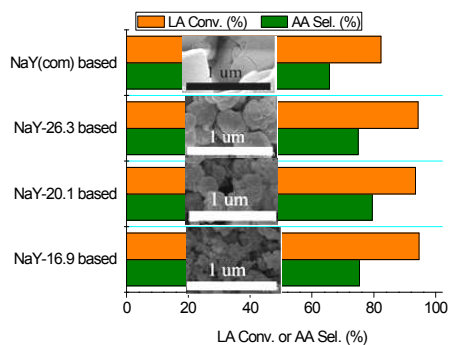 LA Conv. (%) AA Sel. (%)
NaY(com) based
1 um
NaY-26.3 based
1 um
NaY-20.1 based
1 um
NaY-16.9 based
1 um
0 20 40 60 80 100
LA Conv. or AA Sel. (%)